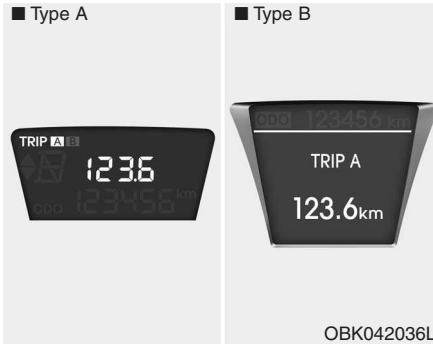 ■ Type A
TRIP A B
123.6
ODO 123456 km
■ Type B
ODO 123456 km
TRIP A
123.6km
OBK042036L